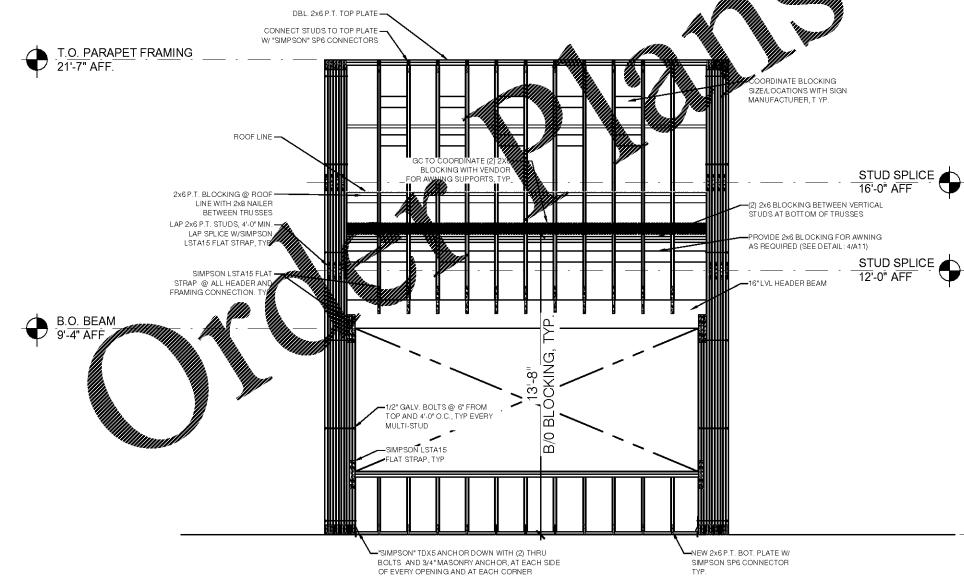 DBL. 2x6 P.T. TOP PLATE
CONNECT STUDS TO TOP PLATE
W/ "SIMPSON" SP6 CONNECTORS
T.O. PARAPET FRAMING
21'-7" AFF.
COORDINATE BLOCKING
SIZE/LOCATIONS WITH SIGN
MANUFACTURER, TYP.
ROOF LINE
GC TO COORDINATE (2) 2X
BLOCKING WITH VENDOR
FOR AWNING SUPPORTS, TYP.
STUD SPLICE
16'-0" AFF
2x6 P.T. BLOCKING @ ROOF
LINE WITH 2x8 NAILER
BETWEEN TRUSSES
(2) 2x6 BLOCKING BETWEEN VERTICAL
STUDS AT BOTTOM OF TRUSSES
LAP 2x6 P.T. STUDS, 4'-0" MIN.
LAP SPLICE W/SIMPSON
LSTA15 FLAT STRAP, TYP
PROVIDE 2x6 BLOCKING FOR AWNING
AS REQUIRED (SEE DETAIL: 4/A11)
STUD SPLICE
12'-0" AFF
SIMPSON LSTA15 FLAT
STRAP @ ALL HEADER AND
FRAMING CONNECTION. TYP
16" LVL HEADER BEAM
B.O. BEAM
9'-4" AFF
13'-8"
B/0 BLOCKING, TYP.
1/2" GALV. BOLTS @ 6" FROM
TOP AND 4'-0" O.C., TYP EVERY
MULTI-STUD
SIMPSON LSTA15
FLAT STRAP, TYP
"SIMPSON" TDX5 ANCHOR DOWN WITH (2) THRU
BOLTS AND 3/4" MASONRY ANCHOR, AT EACH SIDE
OF EVERY OPENING AND AT EACH CORNER
NEW 2x6 P.T. BOT. PLATE W/
SIMPSON SP6 CONNECTOR
TYP.
Order Plans